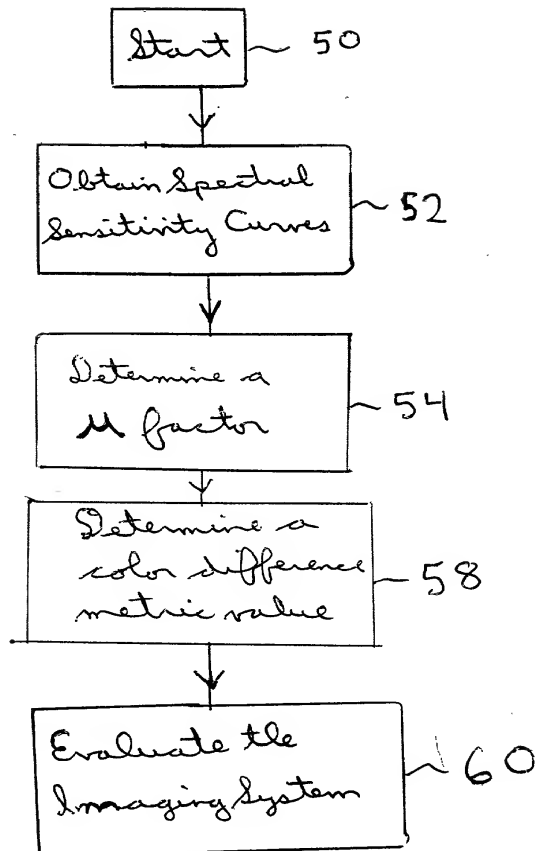 Start 50
Obtain Spectral
Sensitivity Curves
52
Determine a
μ factor
54
Determine a
color difference
metric value
58
Evaluate the
Imaging System
60